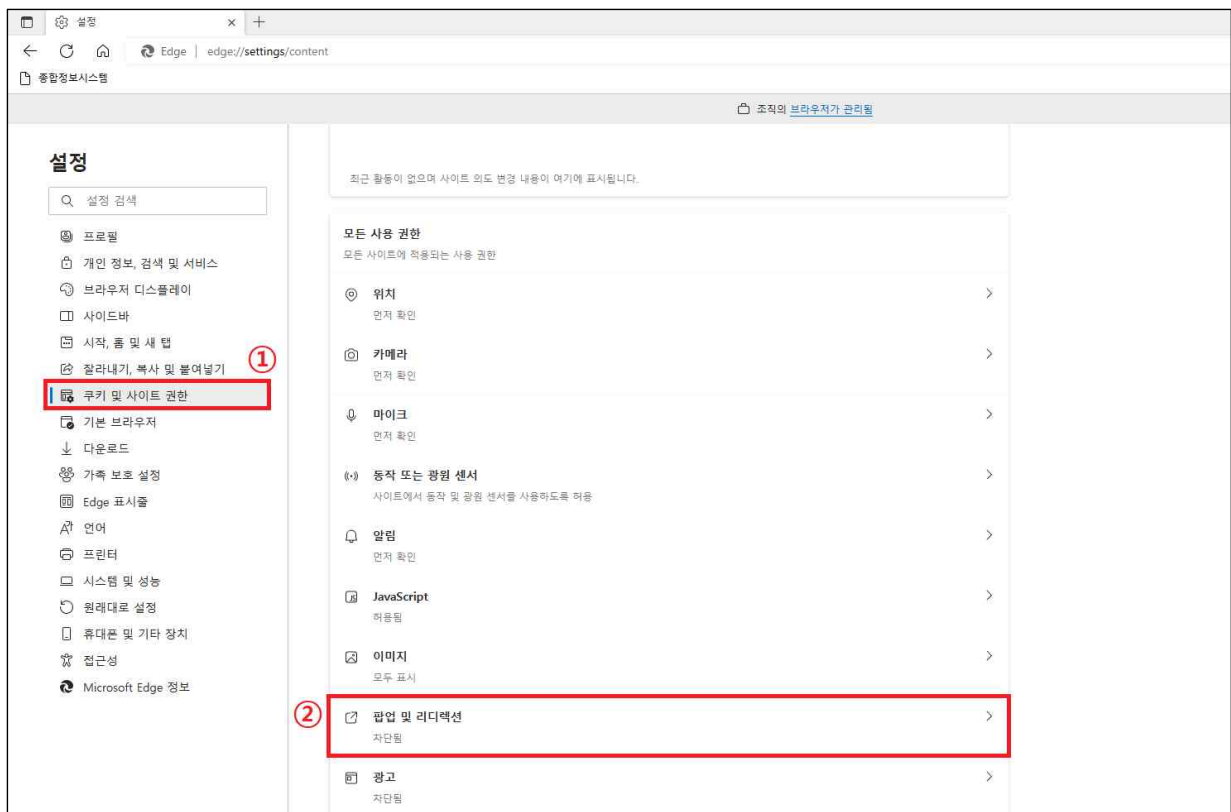 설정
Edge | edge://settings/content
종합정보시스템
조직의 브라우저가 관리됨
설정
설정 검색
프로필
개인 정보, 검색 및 서비스
브라우저 디스플레이
사이드바
시작, 홈 및 새 탭
잘라내기, 복사 및 붙여넣기
①
쿠키 및 사이트 권한
기본 브라우저
다운로드
가족 보호 설정
Edge 표시줄
언어
프린터
시스템 및 성능
원래대로 설정
휴대폰 및 기타 장치
접근성
Microsoft Edge 정보
최근 활동이 없으며 사이트 의도 변경 내용이 여기에 표시됩니다.
모든 사용 권한
모든 사이트에 적용되는 사용 권한
위치
먼저 확인
카메라
먼저 확인
마이크
먼저 확인
동작 또는 광원 센서
사이트에서 동작 및 광원 센서를 사용하도록 허용
알림
먼저 확인
JavaScript
허용됨
이미지
모두 표시
②
팝업 및 리디렉션
차단됨
광고
차단됨